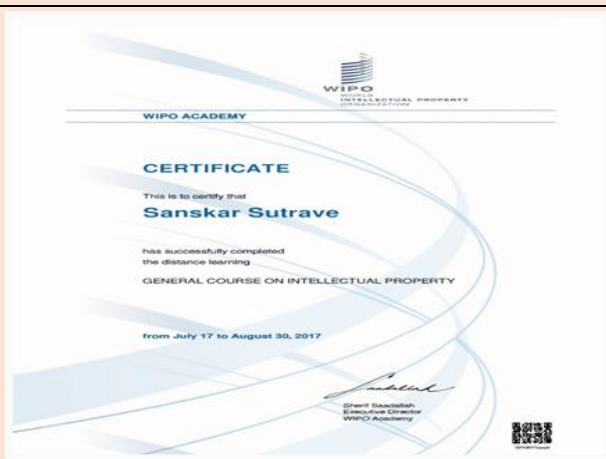 WIPO
WORLD
INTELLECTUAL PROPERTY
ORGANIZATION
WIPO ACADEMY
CERTIFICATE
This is to certify that
Sanskar Sutrave
has successfully completed
the distance learning
GENERAL COURSE ON INTELLECTUAL PROPERTY
from July 17 to August 30, 2017
Sherif Saadallah
Executive Director
WIPO Academy